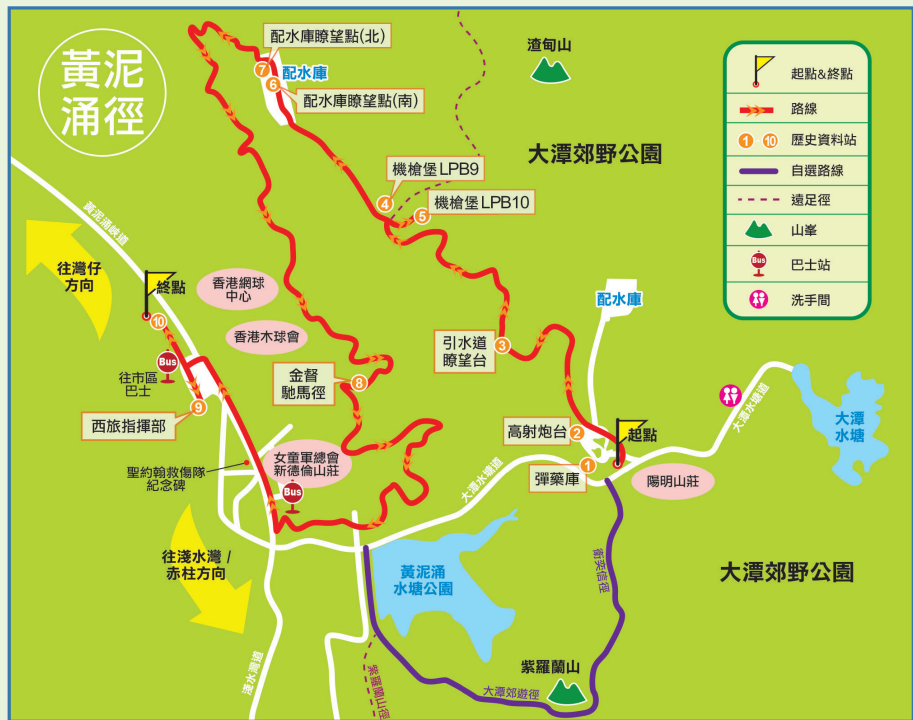 黃泥
涌徑
配水庫瞭望點(北)
7
配水庫
6
配水庫瞭望點(南)
渣甸山
大潭郊野公園
機槍堡LPB9
4
機槍堡LPB10
5
起點&終點
路線
1 - 10 歷史資料站
自選路線
遠足徑
山峯
Bus
巴士站
洗手間
黃泥涌峽道
往灣仔
方向
終點
10
香港網球
中心
香港木球會
Bus
往市區
巴士
9
西旅指揮部
金督
馳馬徑
8
引水道
瞭望台
3
配水庫
高射炮台
2
起點
1
彈藥庫
陽明山莊
大潭水塘道
大潭
水塘
聖約翰救傷隊
紀念碑
女童軍總會
新德倫山莊
Bus
大潭水塘道
往淺水灣 /
赤柱方向
淺水灣道
黃泥涌
水塘公園
衛奕信徑
大潭郊野公園
紫羅蘭山
大潭郊遊徑
紫羅蘭山徑